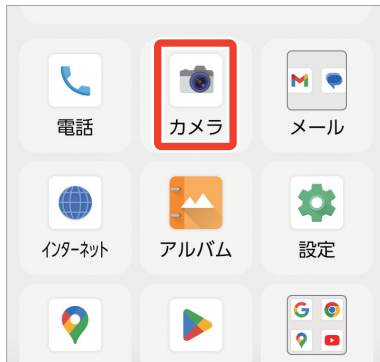 電話
カメラ
メール
インターネット
アルバム
設定